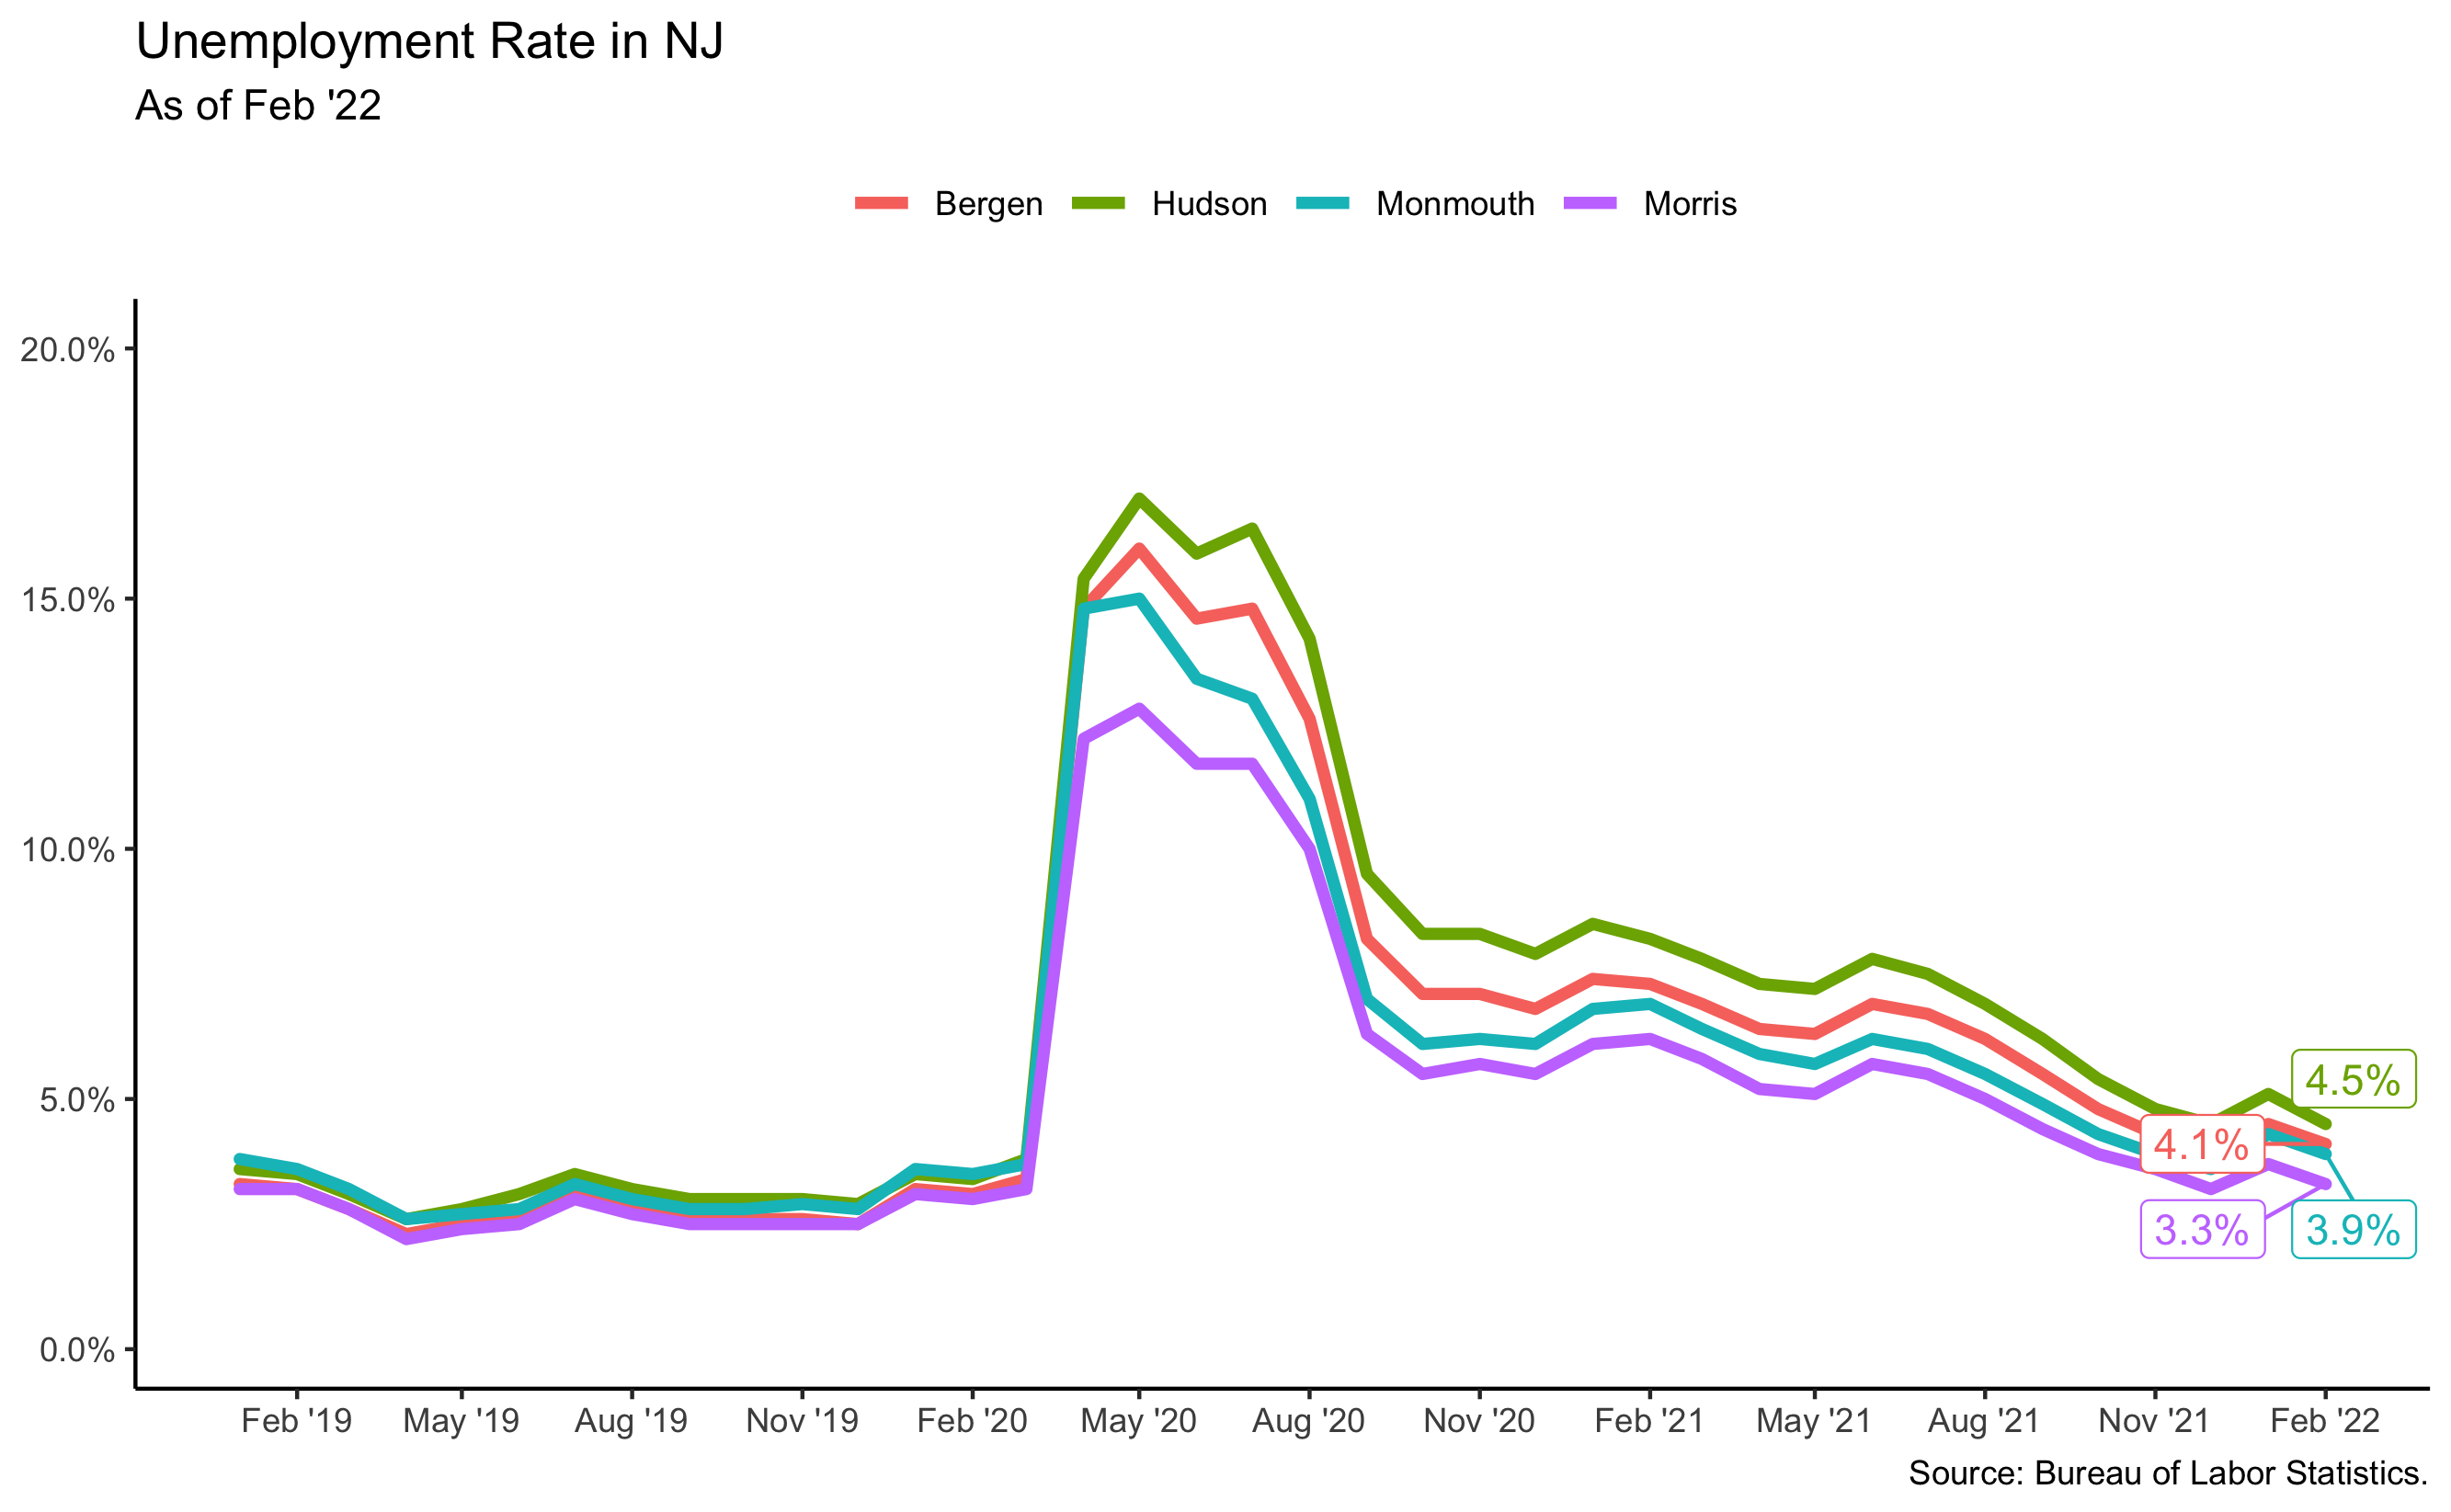 Unemployment Rate in NJ
As of Feb '22
Bergen Hudson Monmouth Morris
20.0%
15.0%
10.0%
5.0%
0.0%
4.5%
4.1%
3.3% 3.9%
Feb '19 May '19 Aug '19 Nov '19 Feb '20 May '20 Aug '20 Nov '20 Feb '21 May '21 Aug '21 Nov '21 Feb '22
Source: Bureau of Labor Statistics.